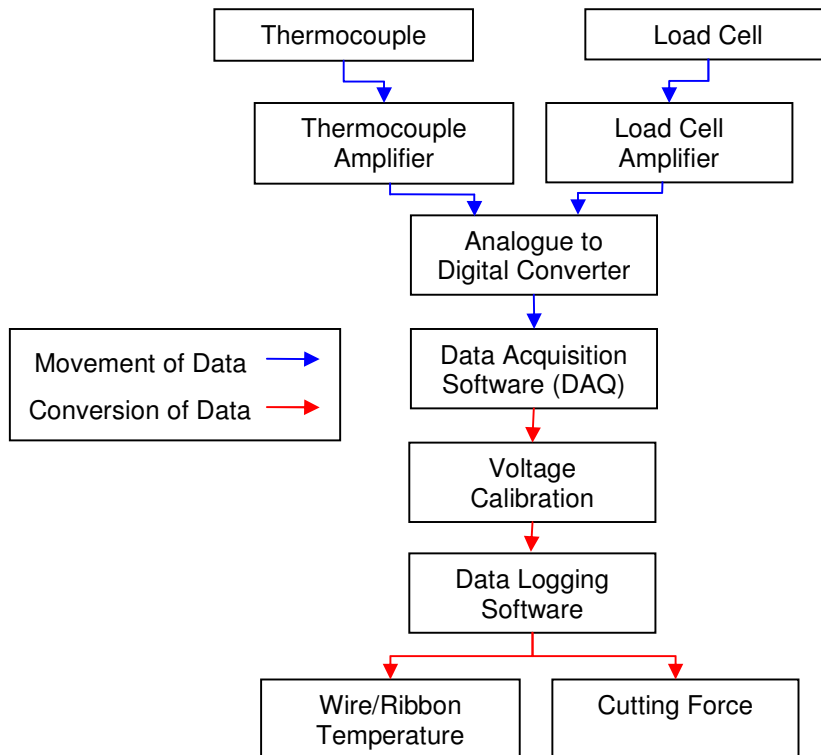 Thermocouple
Load Cell
Thermocouple
Amplifier
Load Cell
Amplifier
Analogue to
Digital Converter
Movement of Data
Conversion of Data
Data Acquisition
Software (DAQ)
Voltage
Calibration
Data Logging
Software
Wire/Ribbon
Temperature
Cutting Force